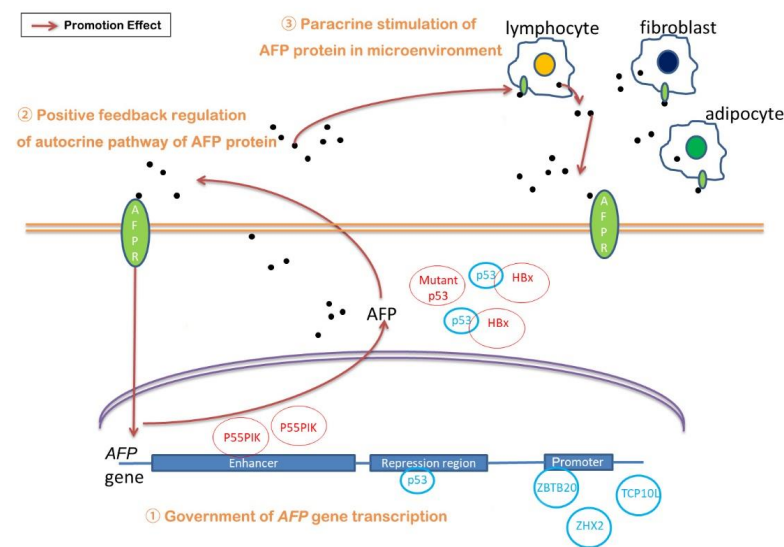 Promotion Effect
③ Paracrine stimulation of
AFP protein in microenvironment
lymphocyte
fibroblast
adipocyte
② Positive feedback regulation
of autocrine pathway of AFP protein
AFPR
AFPR
Mutant
p53
p53
HBx
p53
HBx
AFP
P55PIK
P55PIK
AFP
gene
Enhancer
Repression region
Promoter
p53
ZBTB20
TCP10L
ZHX2
① Government of AFP gene transcription